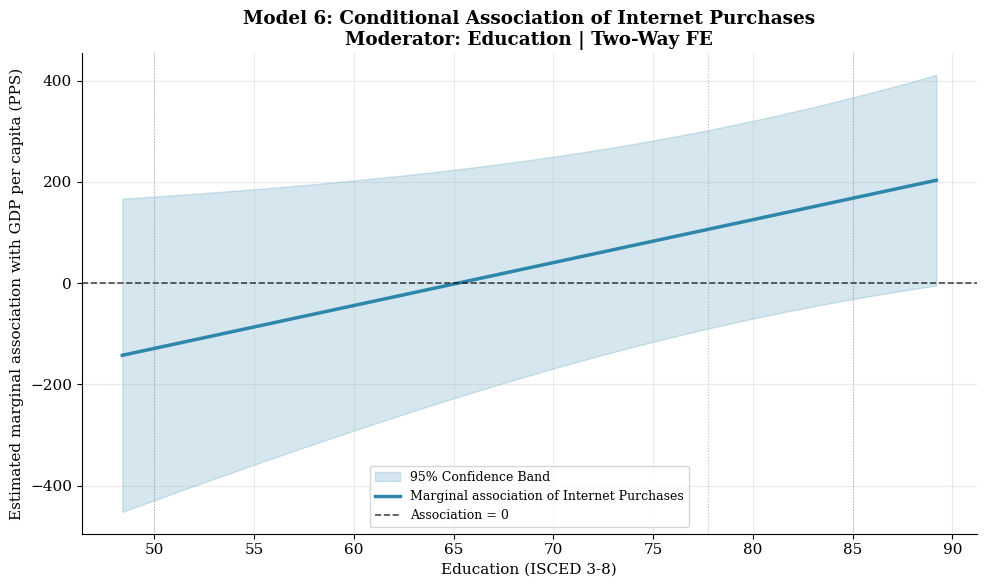 Model 6: Conditional Association of Internet Purchases
Moderator: Education | Two-Way FE
Estimated marginal association with GDP per capita (PPS)
400
200
0
−200
−400
95% Confidence Band
Marginal association of Internet Purchases
Association = 0
50 55 60 65 70 75 80 85 90
Education (ISCED 3-8)